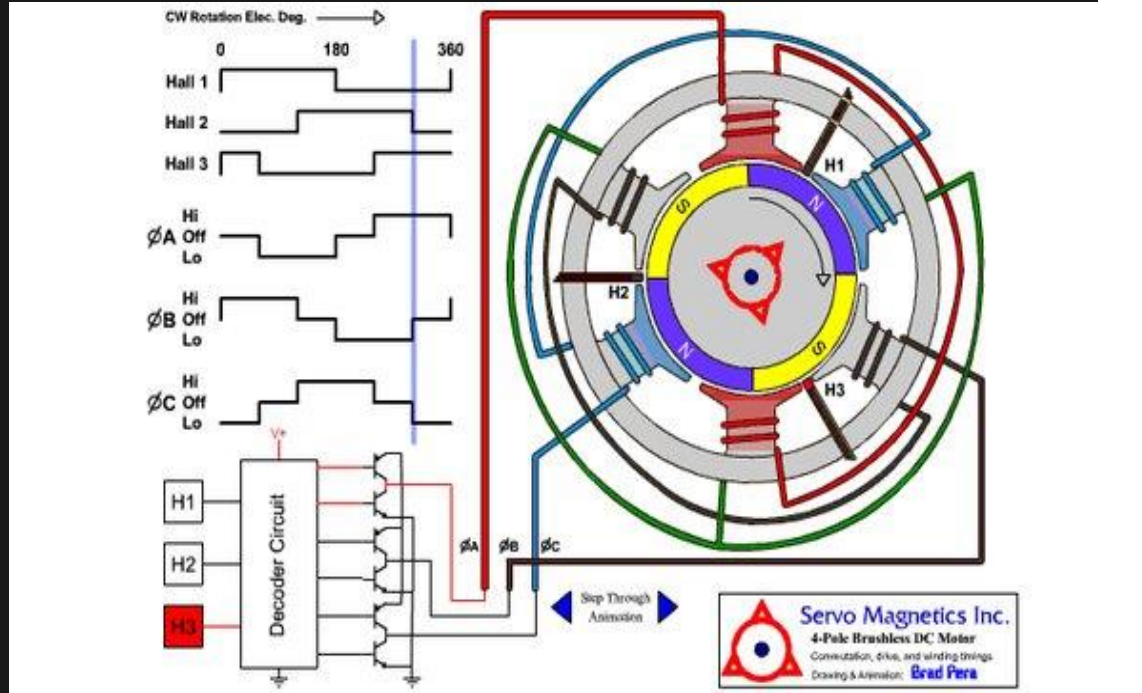 CW Rotation Elec. Deg.
0 180 360
Hall 1
Hall 2
Hall 3
Hi
ØA Off
Lo
Hi
ØB Off
Lo
Hi
ØC Off
Lo
V+
H1
H2
H3
Decoder Circuit
ØA ØB ØC
H1
H2
H3
S
N
N
S
Step Through
Animation
Servo Magnetics Inc.
4-Pole Brushless DC Motor
Commutation, drive, and winding timings.
Drawing & Animation: Brad Pera